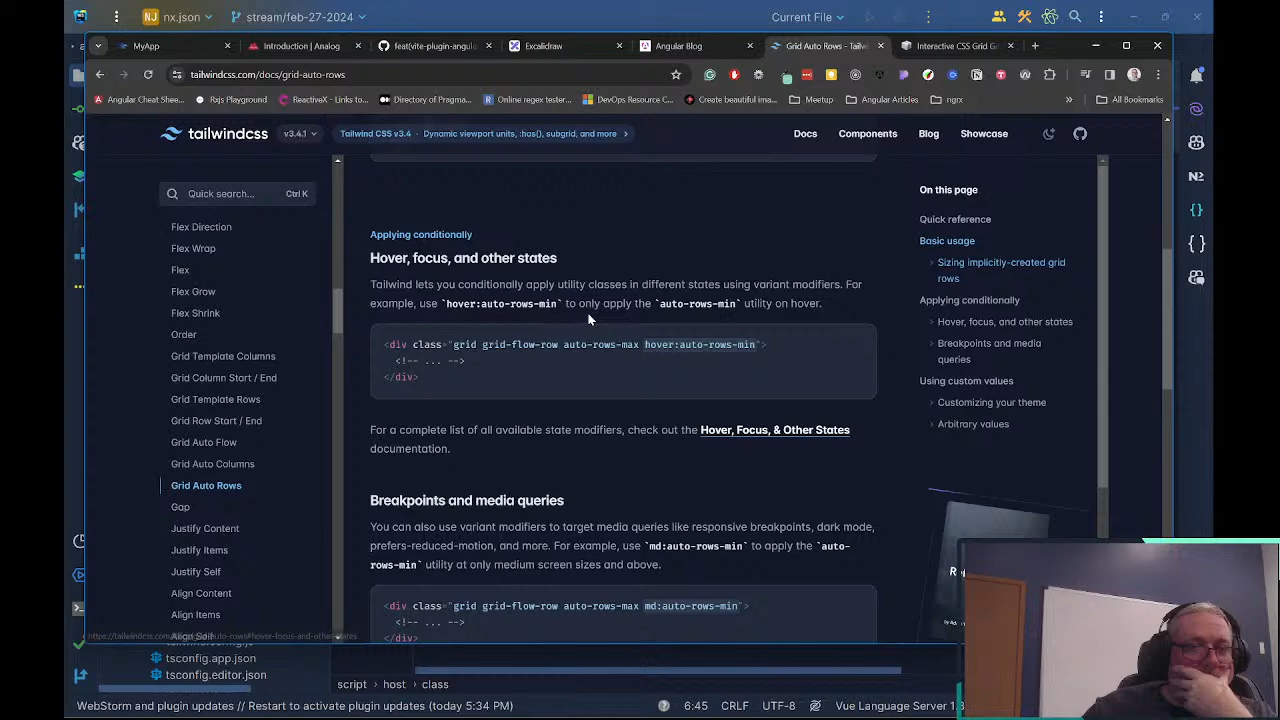 nx.json
stream/feb-27-2024
Current File
MyApp
Introduction | Analog
feat(vite-plugin-angula
Excalidraw
Angular Blog
Grid Auto Rows - Tailw
Interactive CSS Grid Ge
tailwindcss.com/docs/grid-auto-rows
Angular Cheat Shee...
Rxjs Playground
ReactiveX - Links to...
Directory of Pragma...
Online regex tester...
DevOps Resource C...
Create beautiful ima...
Meetup
Angular Articles
ngrx
All Bookmarks
tailwindcss
v3.4.1
Tailwind CSS v3.4 · Dynamic viewport units, :has(), subgrid, and more
Docs
Components
Blog
Showcase
Quick search...
Ctrl K
Flex Direction
Flex Wrap
Flex
Flex Grow
Flex Shrink
Order
Grid Template Columns
Grid Column Start / End
Grid Template Rows
Grid Row Start / End
Grid Auto Flow
Grid Auto Columns
Grid Auto Rows
Gap
Justify Content
Justify Items
Justify Self
Align Content
Align Items
Align Self
Applying conditionally
Hover, focus, and other states
Tailwind lets you conditionally apply utility classes in different states using variant modifiers. For
example, use `hover:auto-rows-min` to only apply the `auto-rows-min` utility on hover.
<div class="grid grid-flow-row auto-rows-max hover:auto-rows-min">
<!-- ... -->
</div>
For a complete list of all available state modifiers, check out the Hover, Focus, & Other States
documentation.
Breakpoints and media queries
You can also use variant modifiers to target media queries like responsive breakpoints, dark mode,
prefers-reduced-motion, and more. For example, use `md:auto-rows-min` to apply the `auto-
rows-min` utility at only medium screen sizes and above.
<div class="grid grid-flow-row auto-rows-max md:auto-rows-min">
<!-- ... -->
</div>
On this page
Quick reference
Basic usage
Sizing implicitly-created grid
rows
Applying conditionally
Hover, focus, and other states
Breakpoints and media
queries
Using custom values
Customizing your theme
Arbitrary values
tsconfig.app.json
tsconfig.editor.json
script > host > class
WebStorm and plugin updates // Restart to activate plugin updates (today 5:34 PM)
6:45
CRLF
UTF-8
Vue Language Server